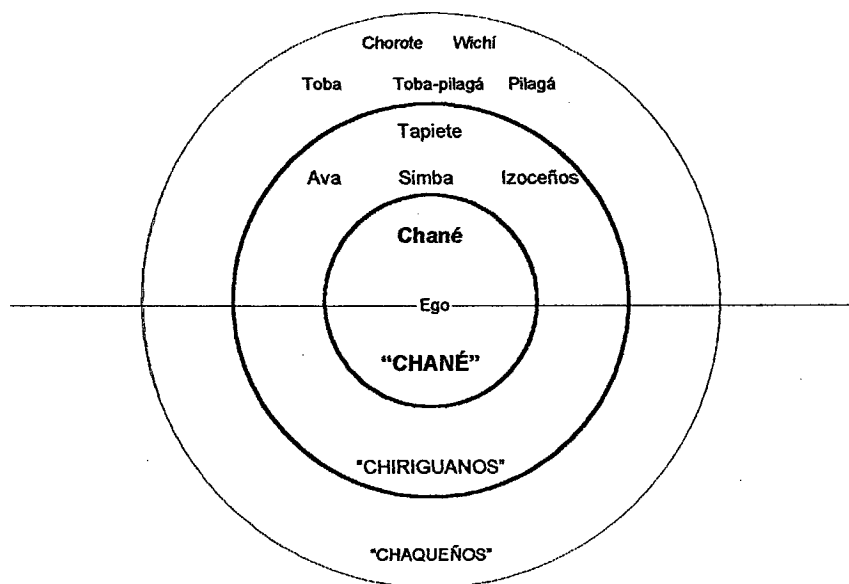 Chorote Wichí
Toba Toba-pilagá Pilagá
Tapiete
Ava Simba Izoceños
Chané
Ego
"CHANÉ"
"CHIRIGUANOS"
"CHAQUEÑOS"